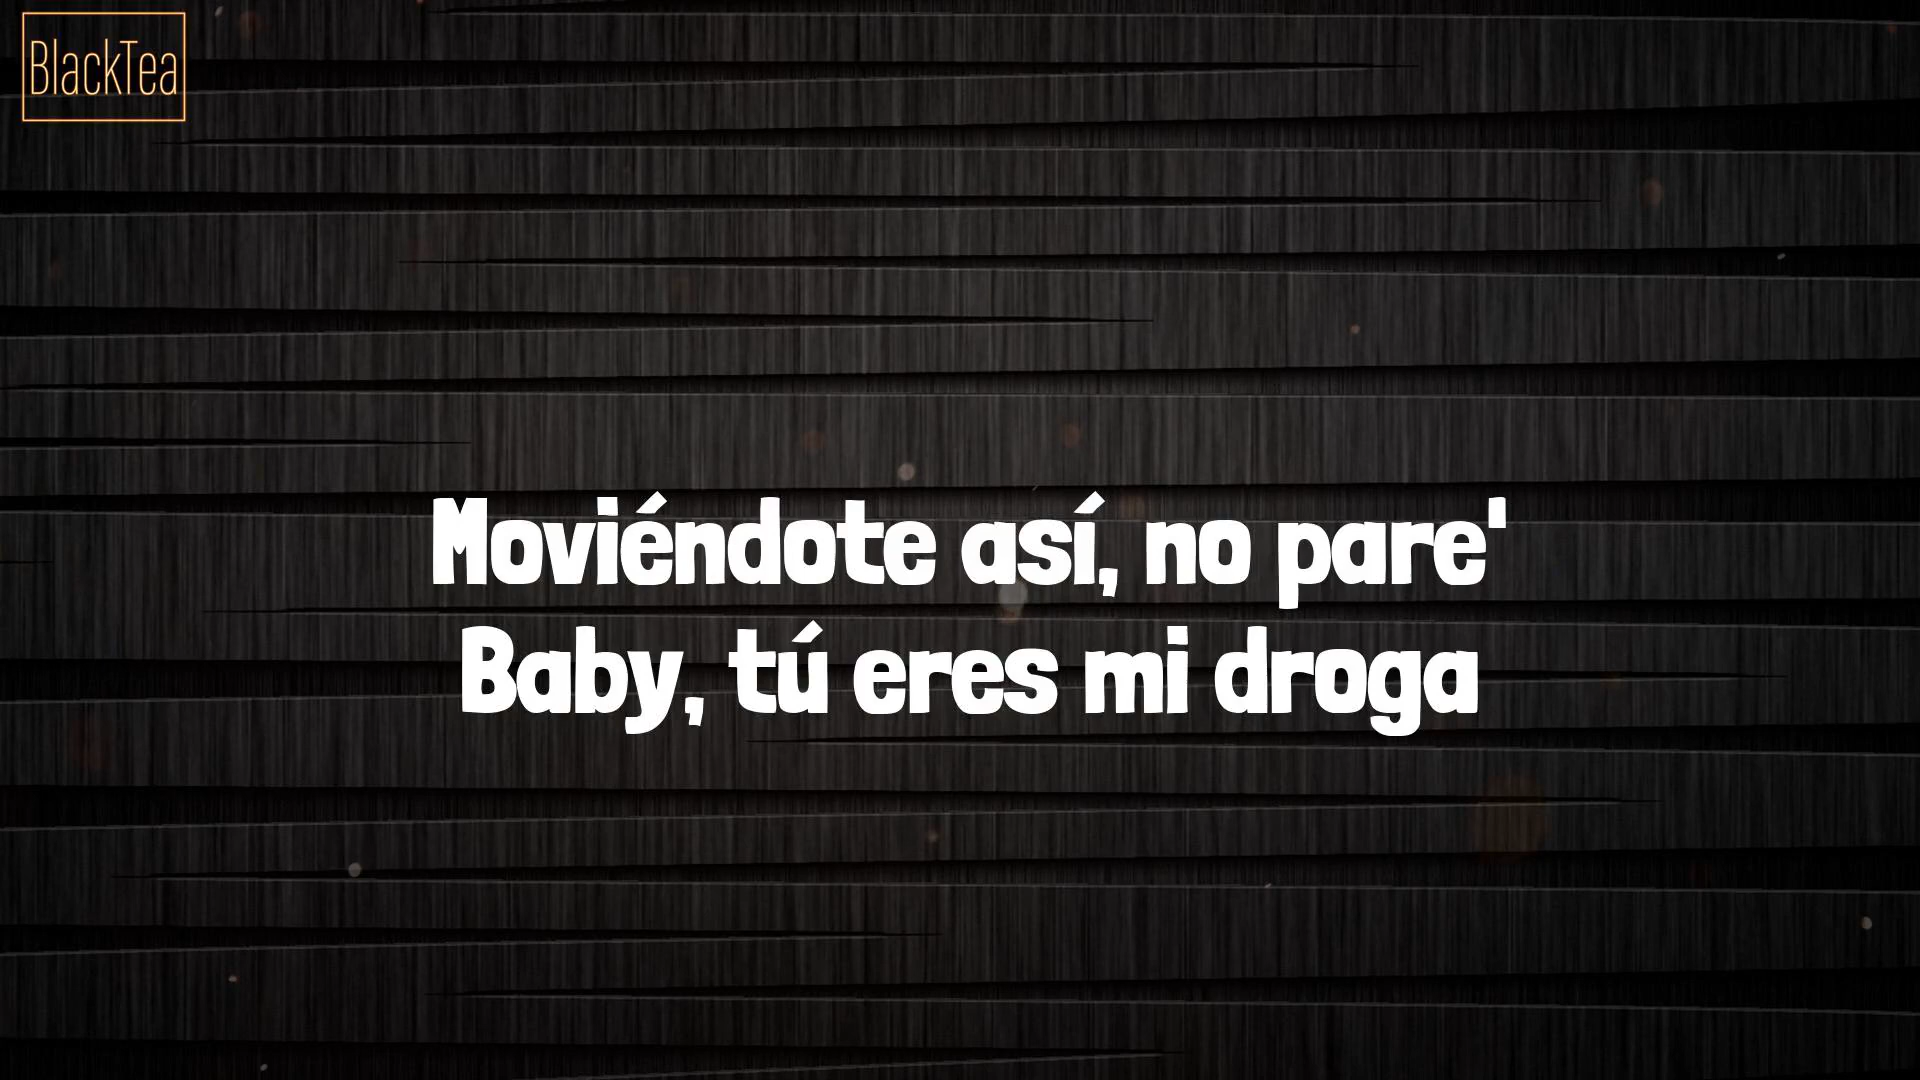 BlackTea
Moviéndote así, no pare'
Baby, tú eres mi droga